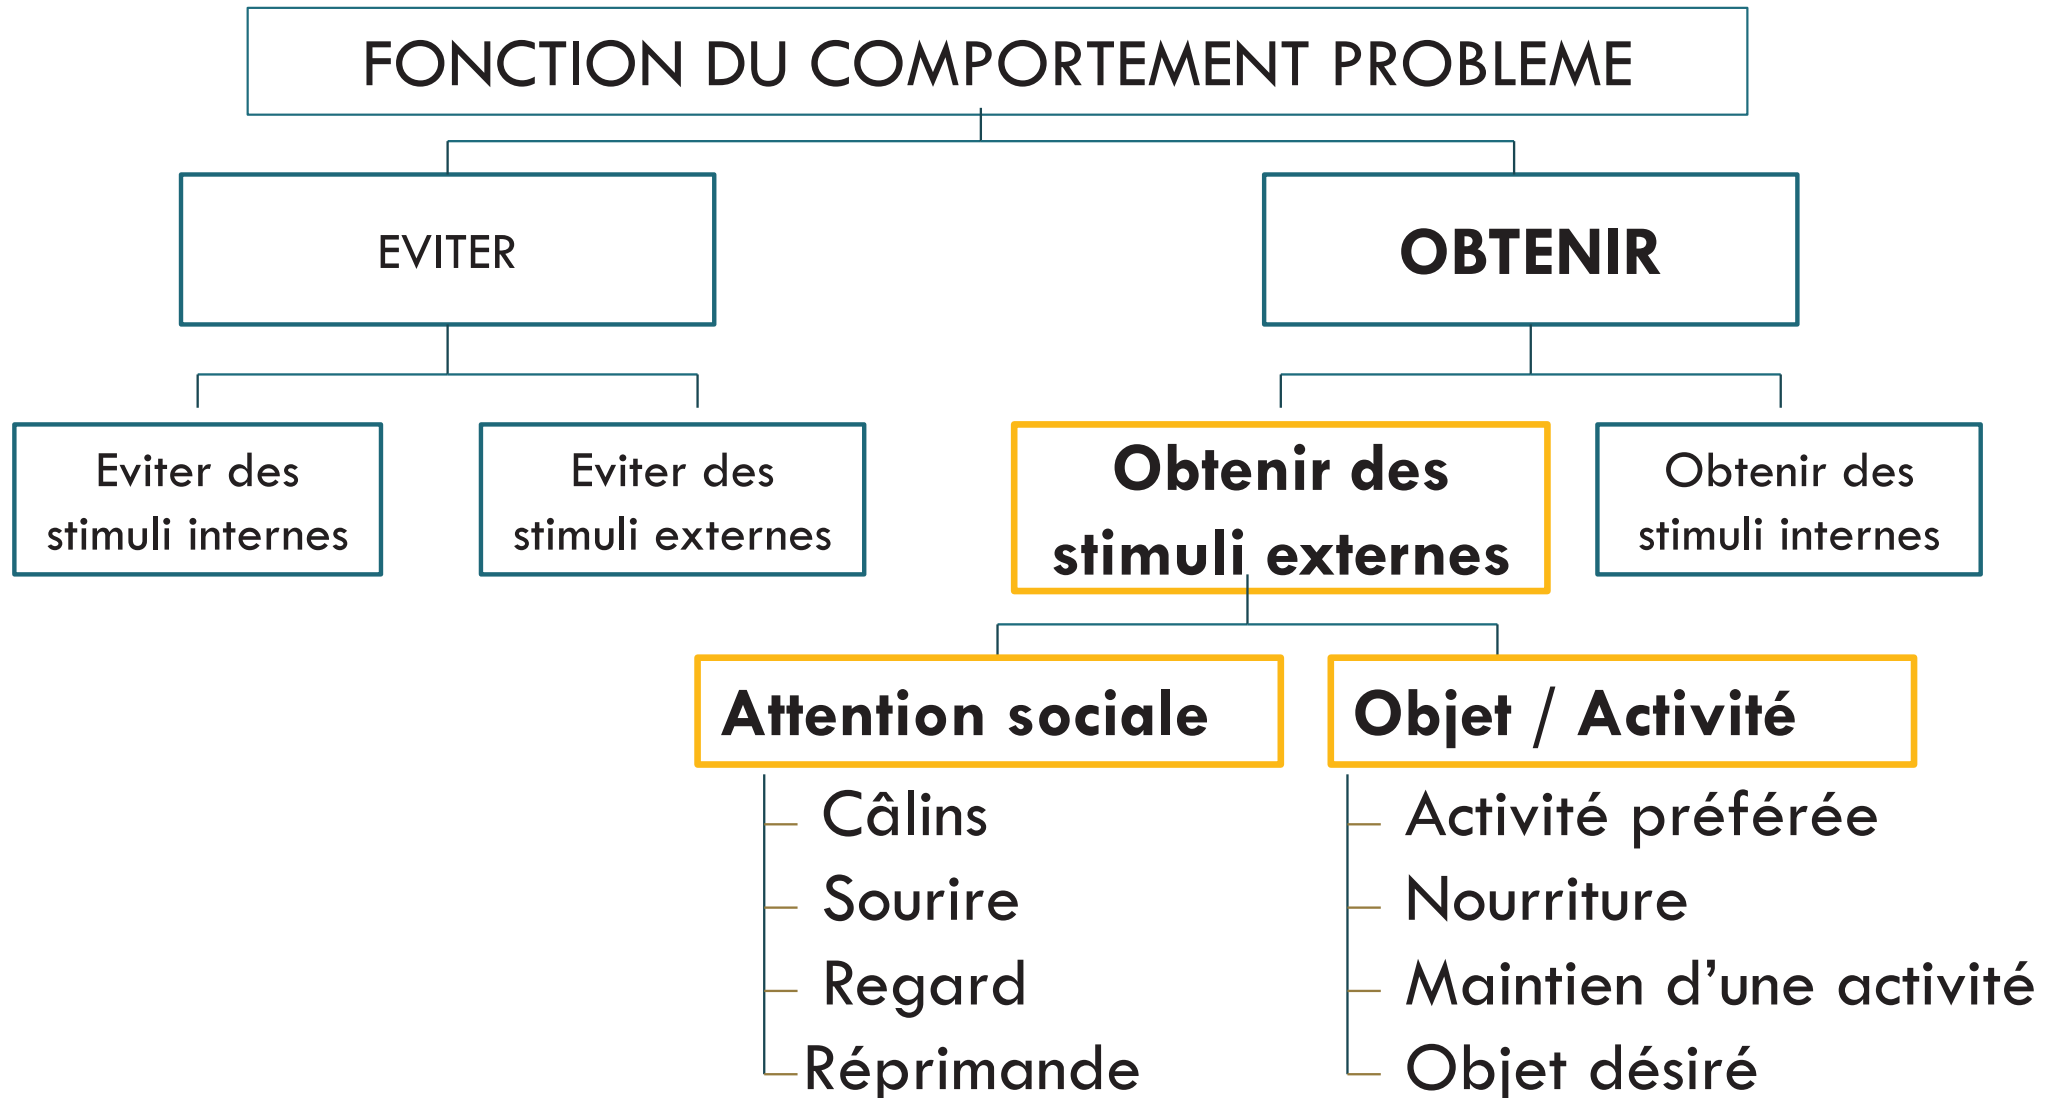 FONCTION DU COMPORTEMENT PROBLEME
EVITER
OBTENIR
Eviter des
stimuli internes
Eviter des
stimuli externes
Obtenir des
stimuli externes
Obtenir des
stimuli internes
Attention sociale
Câlins
Sourire
Regard
Réprimande
Objet / Activité
Activité préférée
Nourriture
Maintien d’une activité
Objet désiré